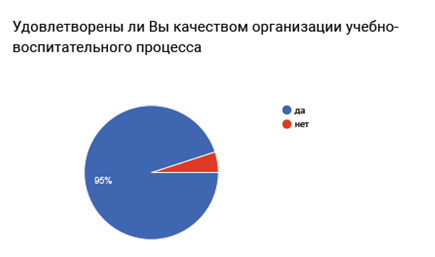 Удовлетворены ли Вы качеством организации учебно-
воспитательного процесса
да
нет
95%